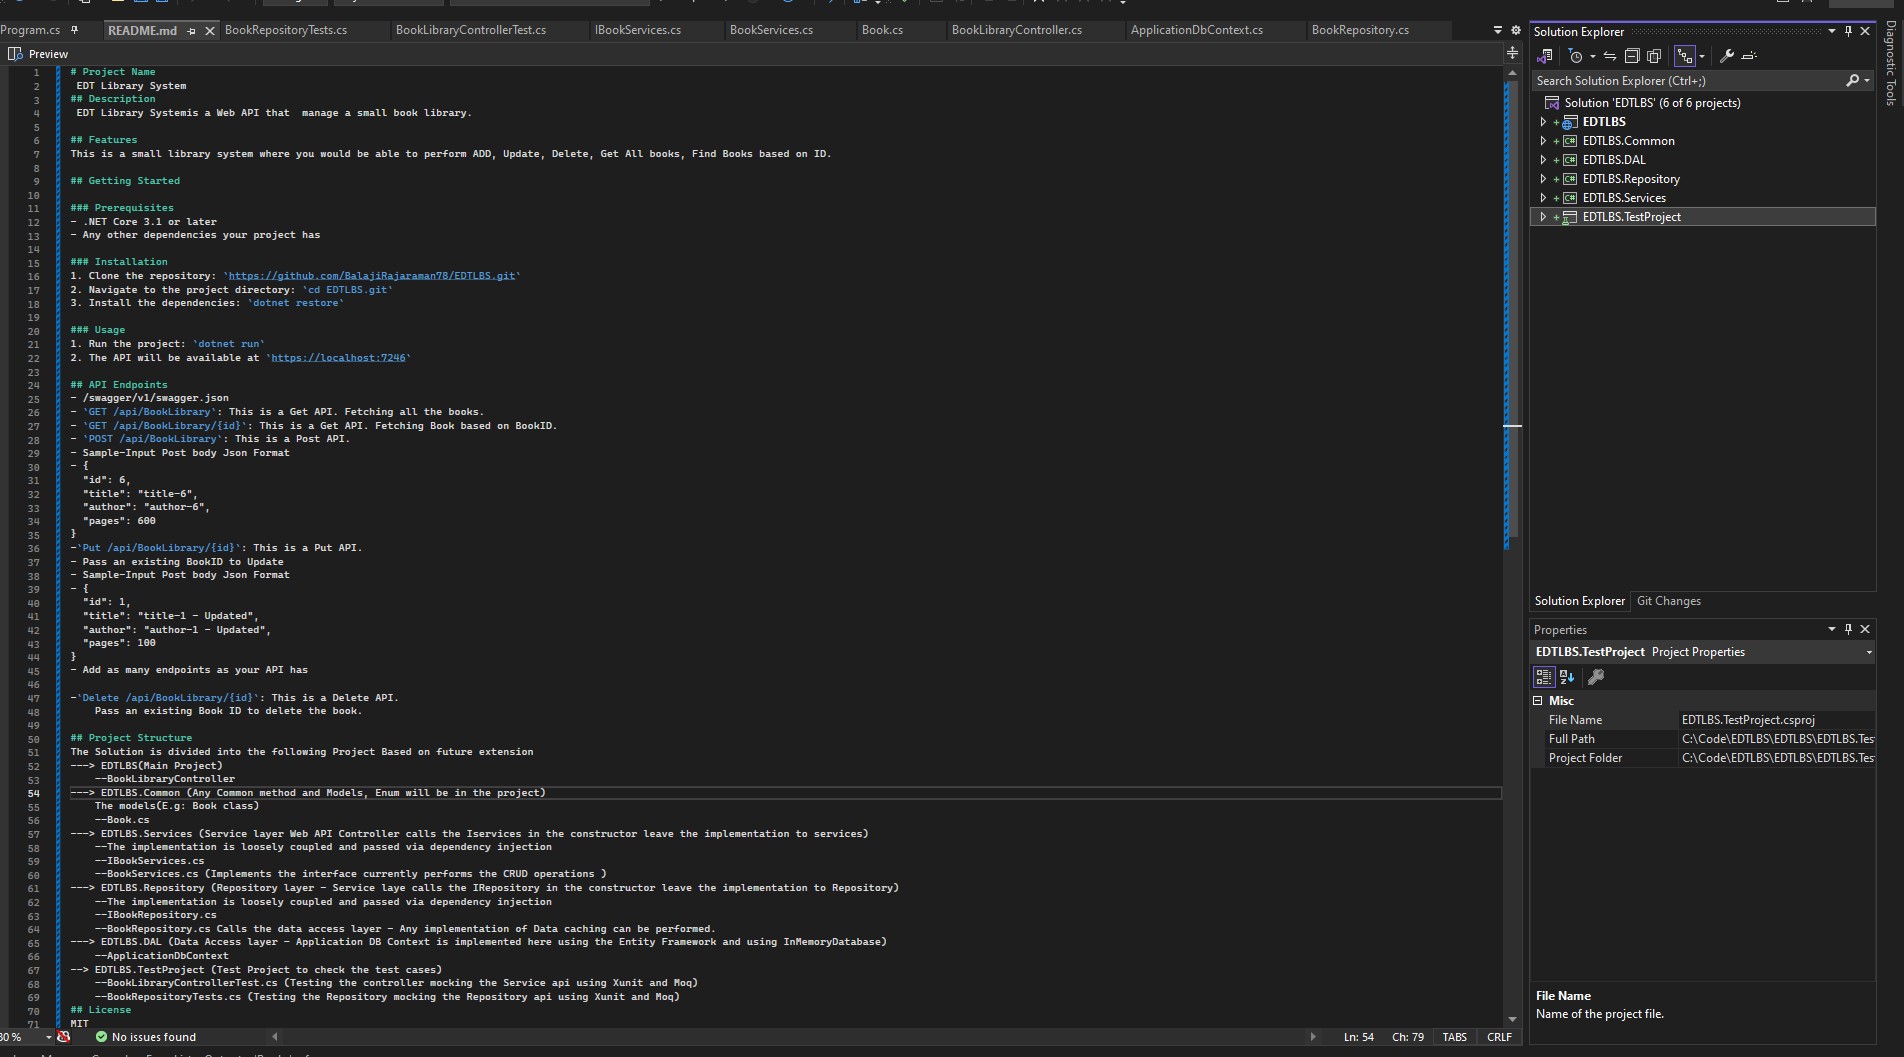 Program.cs
README.md
BookRepositoryTests.cs
BookLibraryControllerTest.cs
IBookServices.cs
BookServices.cs
Book.cs
BookLibraryController.cs
ApplicationDbContext.cs
BookRepository.cs
Preview
1 # Project Name
2 EDT Library System
3 ## Description
4 EDT Library Systemis a Web API that  manage a small book library.
5
6 ## Features
7 This is a small library system where you would be able to perform ADD, Update, Delete, Get All books, Find Books based on ID.
8
9 ## Getting Started
10
11 ### Prerequisites
12 - .NET Core 3.1 or later
13 - Any other dependencies your project has
14
15 ### Installation
16 1. Clone the repository: `https://github.com/BalajiRajaraman78/EDTLBS.git`
17 2. Navigate to the project directory: `cd EDTLBS.git`
18 3. Install the dependencies: `dotnet restore`
19
20 ### Usage
21 1. Run the project: `dotnet run`
22 2. The API will be available at `https://localhost:7246`
23
24 ## API Endpoints
25 - /swagger/v1/swagger.json
26 - `GET /api/BookLibrary`: This is a Get API. Fetching all the books.
27 - `GET /api/BookLibrary/{id}`: This is a Get API. Fetching Book based on BookID.
28 - `POST /api/BookLibrary`: This is a Post API.
29 - Sample-Input Post body Json Format
30 - {
31 "id": 6,
32 "title": "title-6",
33 "author": "author-6",
34 "pages": 600
35 }
36 -`Put /api/BookLibrary/{id}`: This is a Put API.
37 - Pass an existing BookID to Update
38 - Sample-Input Post body Json Format
39 - {
40 "id": 1,
41 "title": "title-1 - Updated",
42 "author": "author-1 - Updated",
43 "pages": 100
44 }
45 - Add as many endpoints as your API has
46
47 -`Delete /api/BookLibrary/{id}`: This is a Delete API.
48 Pass an existing Book ID to delete the book.
49
50 ## Project Structure
51 The Solution is divided into the following Project Based on future extension
52 ---> EDTLBS(Main Project)
53 --BookLibraryController
54 ---> EDTLBS.Common (Any Common method and Models, Enum will be in the project)
55 The models(E.g: Book class)
56 --Book.cs
57 ---> EDTLBS.Services (Service layer Web API Controller calls the Iservices in the constructor leave the implementation to services)
58 --The implementation is loosely coupled and passed via dependency injection
59 --IBookServices.cs
60 --BookServices.cs (Implements the interface currently performs the CRUD operations )
61 ---> EDTLBS.Repository (Repository layer - Service laye calls the IRepository in the constructor leave the implementation to Repository)
62 --The implementation is loosely coupled and passed via dependency injection
63 --IBookRepository.cs
64 --BookRepository.cs Calls the data access layer - Any implementation of Data caching can be performed.
65 ---> EDTLBS.DAL (Data Access layer - Application DB Context is implemented here using the Entity Framework and using InMemoryDatabase)
66 --ApplicationDbContext
67 --> EDTLBS.TestProject (Test Project to check the test cases)
68 --BookLibraryControllerTest.cs (Testing the controller mocking the Service api using Xunit and Moq)
69 --BookRepositoryTests.cs (Testing the Repository mocking the Repository api using Xunit and Moq)
70 ## License
71 MIT
No issues found
Ln: 54
Ch: 79
TABS
CRLF
Solution Explorer
Search Solution Explorer (Ctrl+;)
Solution 'EDTLBS' (6 of 6 projects)
EDTLBS
EDTLBS.Common
EDTLBS.DAL
EDTLBS.Repository
EDTLBS.Services
EDTLBS.TestProject
Solution Explorer
Git Changes
Properties
EDTLBS.TestProject Project Properties
Misc
File Name EDTLBS.TestProject.csproj
Full Path C:\Code\EDTLBS\EDTLBS\EDTLBS.Tes
Project Folder C:\Code\EDTLBS\EDTLBS\EDTLBS.Tes
File Name
Name of the project file.
Diagnostic Tools